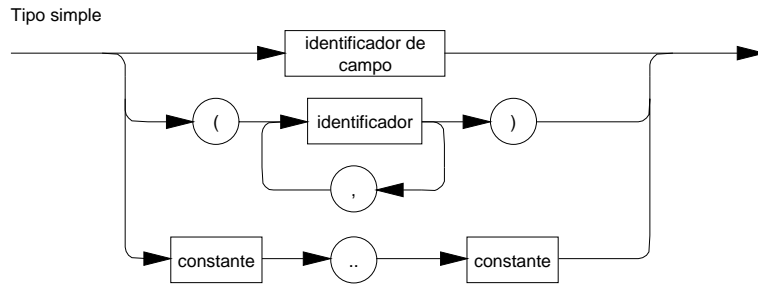 Tipo simple
identificador de
campo
(
identificador
)
,
constante
..
constante